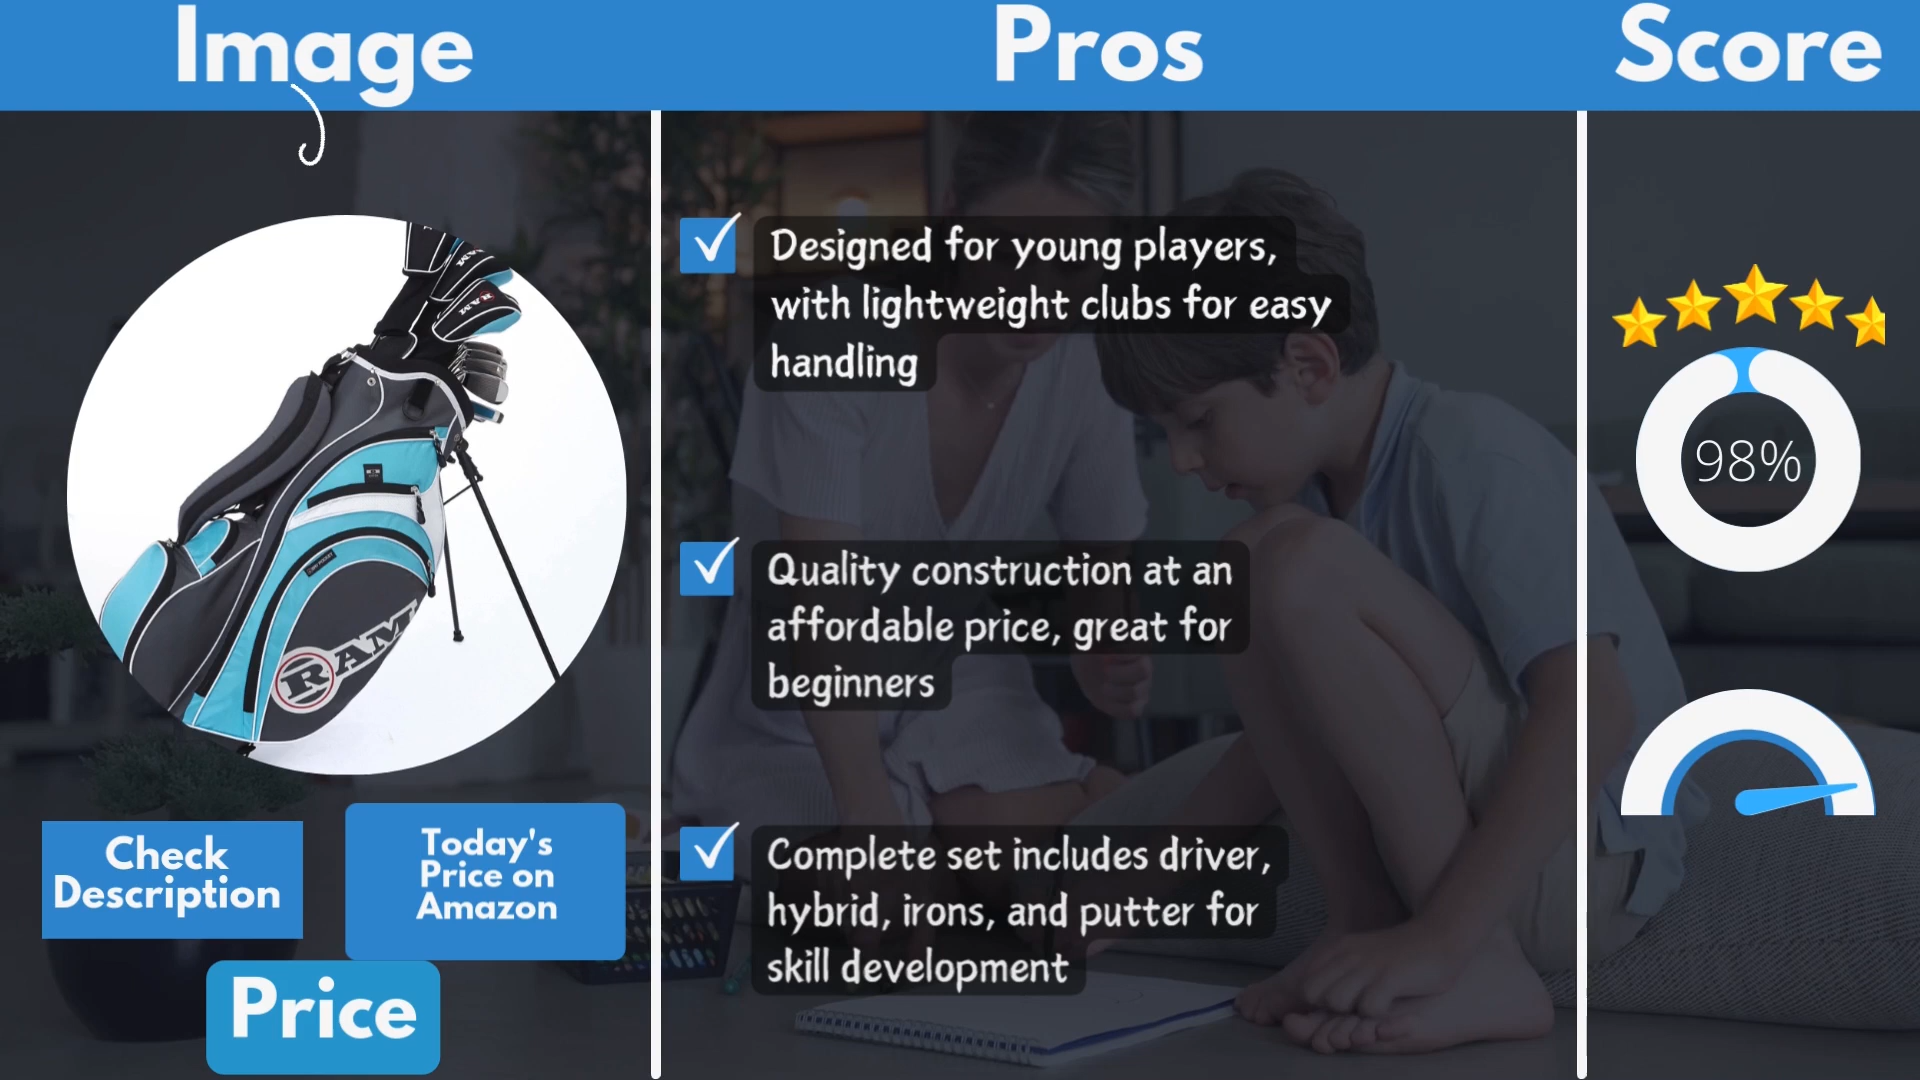 Image
Pros
Score
Designed for young players,
with lightweight clubs for easy
handling
98%
Quality construction at an
affordable price, great for
beginners
RAM
RAM
RAM
Complete set includes driver,
hybrid, irons, and putter for
skill development
Check
Description
Today's
Price on
Amazon
Price